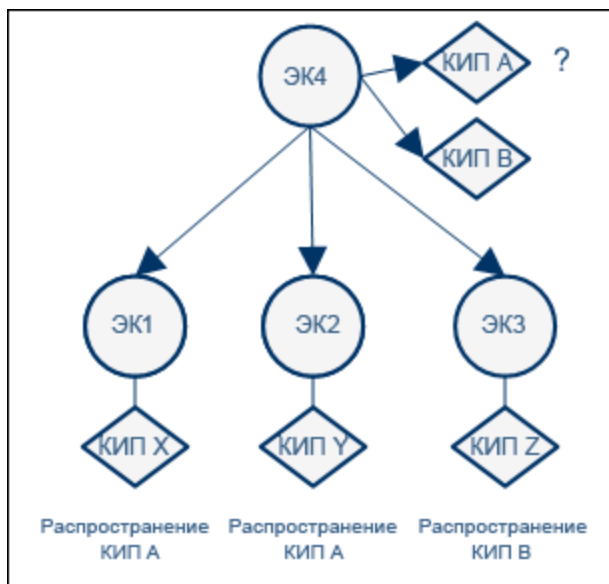 ЭК4
КИП A
?
КИП B
ЭК1
ЭК2
ЭК3
КИП X
КИП Y
КИП Z
Распространение
КИП A
Распространение
КИП A
Распространение
КИП B